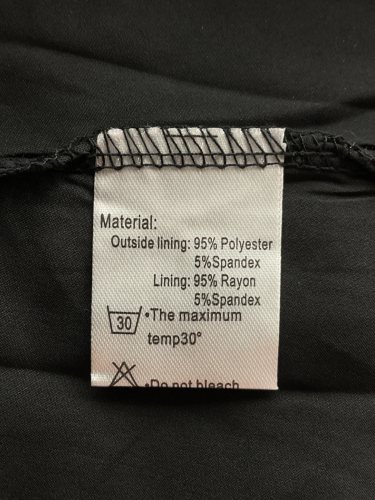 Material:
Outside lining: 95% Polyester
5%Spandex
Lining: 95% Rayon
5%Spandex
30 •The maximum
temp30°
•Do not bleach